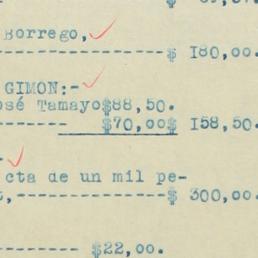 Borrego,
----------------$ 180,00.
GIMON:-
osé Tamayo$88,50.
---------$70,00$ 158,50.
cta de un mil pe-
,----------------$ 300,00.
-------- $22,00.